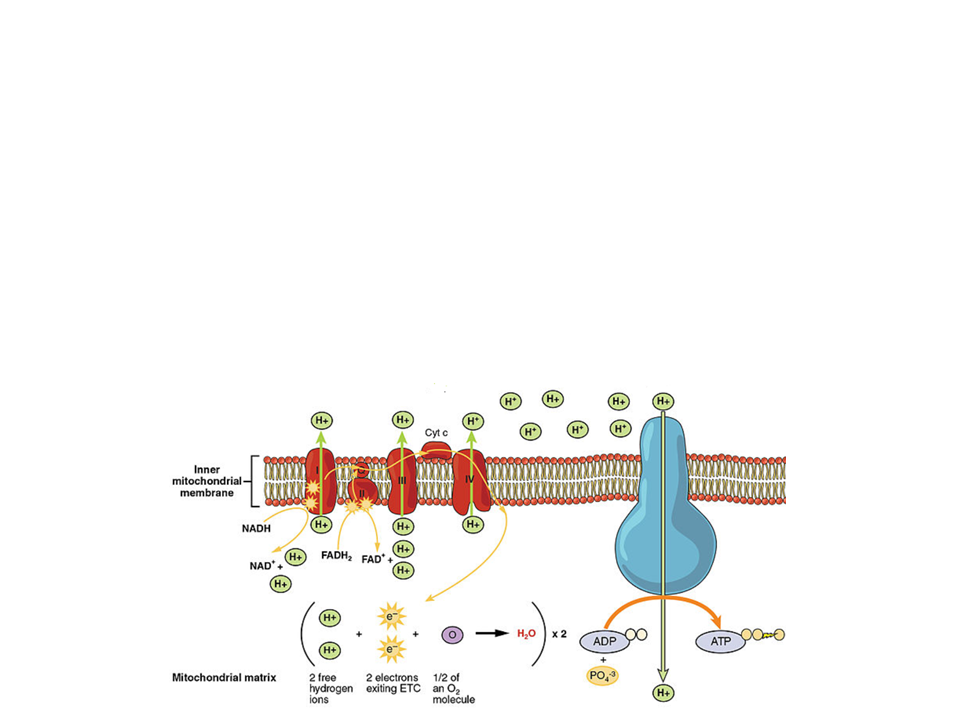 H+ H+ H+ H+
H+ H+ H+ H+ H+ H+
Cyt c
Inner
mitochondrial
membrane
I II III IV
H+ H+ H+
NADH
NAD+ + H+
H+
FADH2 FAD+ + H+
H+
H+ e− O
H+ e−
+ + H2O x 2
ADP ATP
+
PO4-3
H+
Mitochondrial matrix
2 free
hydrogen
ions
2 electrons
exiting ETC
1/2 of
an O2
molecule